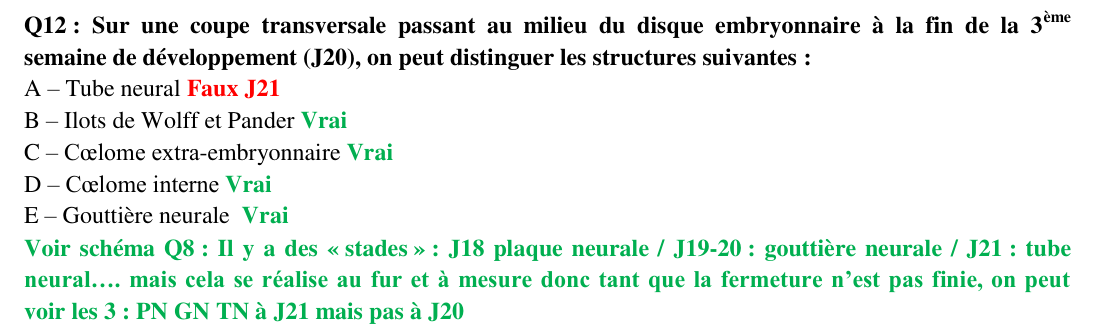 Q12 : Sur une coupe transversale passant au milieu du disque embryonnaire à la fin de la 3ème
semaine de développement (J20), on peut distinguer les structures suivantes :
A – Tube neural Faux J21
B – Ilots de Wolff et Pander Vrai
C – Cœlome extra-embryonnaire Vrai
D – Cœlome interne Vrai
E – Gouttière neurale Vrai
Voir schéma Q8 : Il y a des « stades » : J18 plaque neurale / J19-20 : gouttière neurale / J21 : tube
neural…. mais cela se réalise au fur et à mesure donc tant que la fermeture n'est pas finie, on peut
voir les 3 : PN GN TN à J21 mais pas à J20